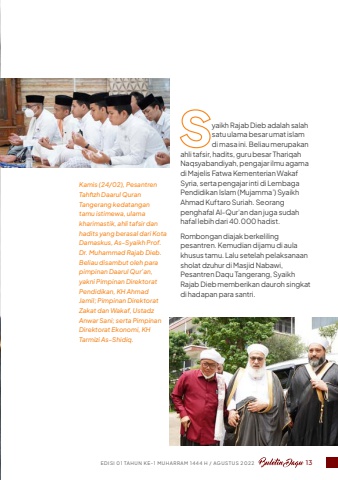 Kamis (24/02), Pesantren
Tahfizh Daarul Quran
Tangerang kedatangan
tamu istimewa, ulama
kharimastik, ahli tafsir dan
hadits yang berasal dari Kota
Damaskus, As-Syaikh Prof.
Dr. Muhammad Rajab Dieb.
Beliau disambut oleh para
pimpinan Daarul Qur'an,
yakni Pimpinan Direktorat
Pendidikan, KH Ahmad
Jamil; Pimpinan Direktorat
Zakat dan Wakaf, Ustadz
Anwar Sani; serta Pimpinan
Direktorat Ekonomi, KH
Tarmizi As-Shidiq.
Syaikh Rajab Dieb adalah salah
satu ulama besar umat islam
di masa ini. Beliau merupakan
ahli tafsir, hadits, guru besar Thariqah
Naqsyabandiyah, pengajar ilmu agama
di Majelis Fatwa Kementerian Wakaf
Syria, serta pengajar inti di Lembaga
Pendidikan Islam (Mujamma') Syaikh
Ahmad Kuftaro Suriah. Seorang
penghafal Al-Qur'an dan juga sudah
hafal lebih dari 40.000 hadist.
Rombongan diajak berkeliling
pesantren. Kemudian dijamu di aula
khusus tamu. Lalu setelah pelaksanaan
sholat dzuhur di Masjid Nabawi,
Pesantren Daqu Tangerang, Syaikh
Rajab Dieb memberikan dauroh singkat
di hadapan para santri.
EDISI 01 TAHUN KE-1 MUHARRAM 1444 H / AGUSTUS 2022 Buletin Daqu 13